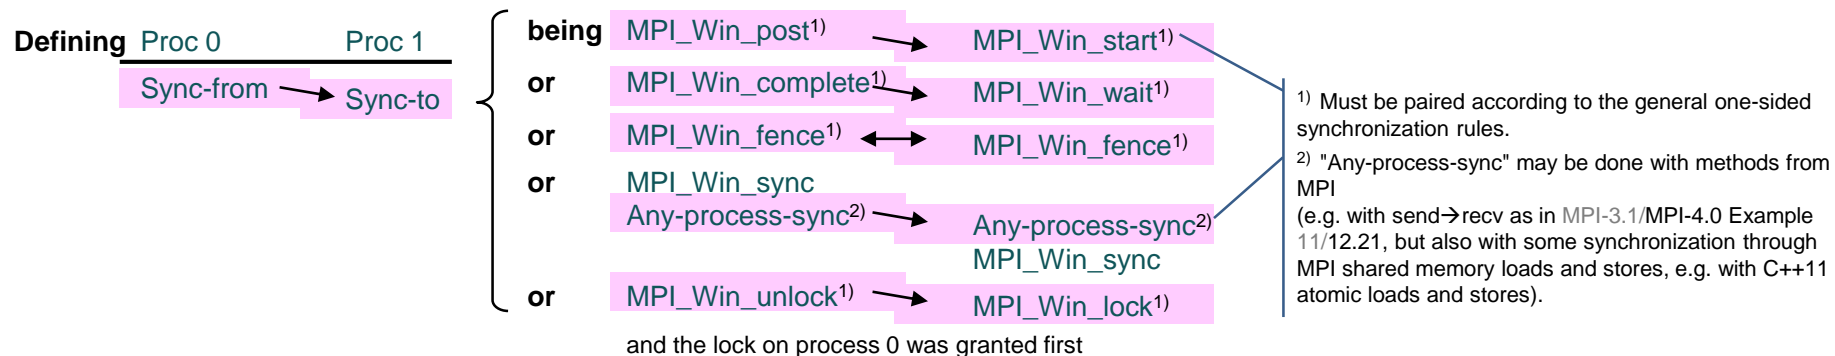 Defining Proc 0 Proc 1
Sync-from Sync-to
being MPI_Win_post1) MPI_Win_start1)
or MPI_Win_complete1) MPI_Win_wait1)
or MPI_Win_fence1) MPI_Win_fence1)
or MPI_Win_sync
Any-process-sync2) Any-process-sync2)
MPI_Win_sync
or MPI_Win_unlock1) MPI_Win_lock1)
and the lock on process 0 was granted first
1) Must be paired according to the general one-sided
synchronization rules.
2) "Any-process-sync" may be done with methods from
MPI
(e.g. with send→recv as in MPI-3.1/MPI-4.0 Example
11/12.21, but also with some synchronization through
MPI shared memory loads and stores, e.g. with C++11
atomic loads and stores).